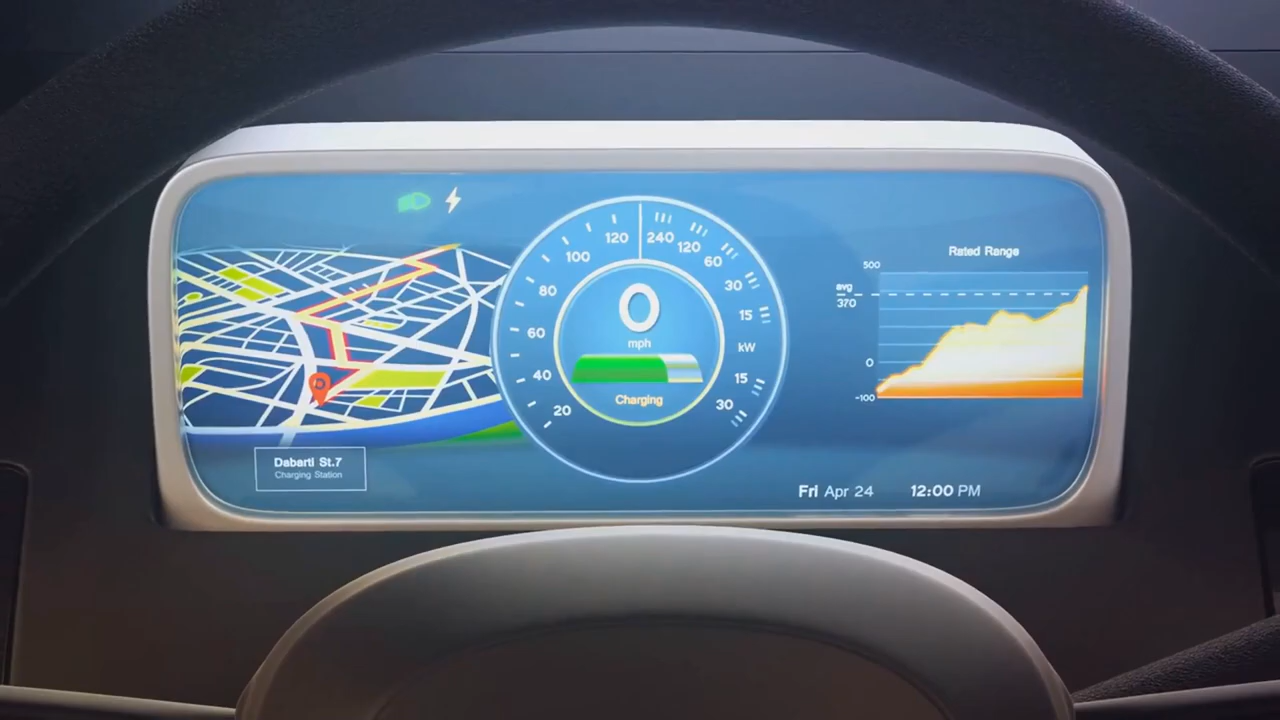 120
100
80
60
40
20
240
120
60
30
15
kW
15
30
0
mph
Charging
Rated Range
500
avg
370
0
-100
Dabarti St.7
Charging Station
Fri Apr 24
12:00 PM